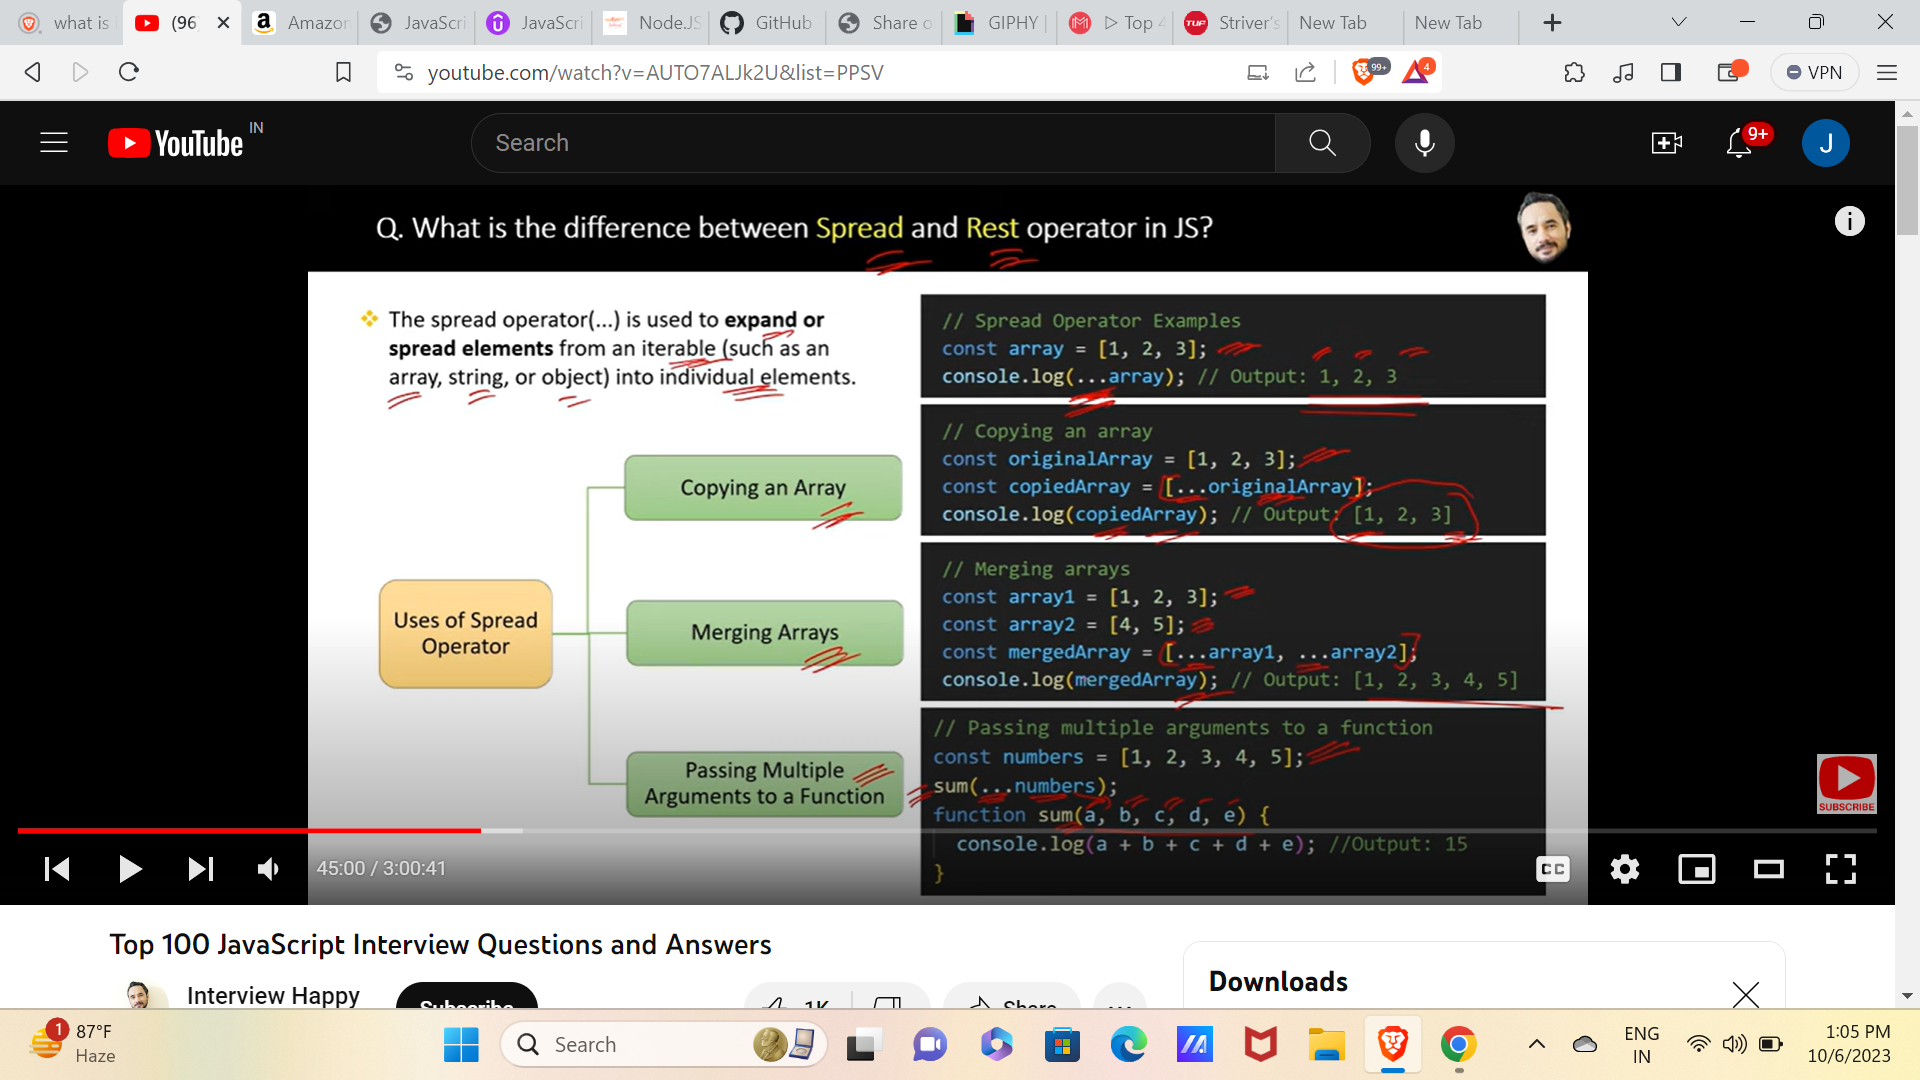 what is
(96
Amazon
JavaScri
JavaScri
Node.JS
GitHub
Share o
GIPHY |
▷ Top 4
Striver's
New Tab
New Tab
youtube.com/watch?v=AUTO7ALJk2U&list=PPSV
99+
4
VPN
YouTube IN
Search
9+
J
Q. What is the difference between Spread and Rest operator in JS?
The spread operator(...) is used to expand or
spread elements from an iterable (such as an
array, string, or object) into individual elements.
Uses of Spread
Operator
Copying an Array
Merging Arrays
Passing Multiple
Arguments to a Function
// Spread Operator Examples
const array = [1, 2, 3];
console.log(...array); // Output: 1, 2, 3
// Copying an array
const originalArray = [1, 2, 3];
const copiedArray = [...originalArray];
console.log(copiedArray); // Output: [1, 2, 3]
// Merging arrays
const array1 = [1, 2, 3];
const array2 = [4, 5];
const mergedArray = [...array1, ...array2];
console.log(mergedArray); // Output: [1, 2, 3, 4, 5]
// Passing multiple arguments to a function
const numbers = [1, 2, 3, 4, 5];
sum(...numbers);
function sum(a, b, c, d, e) {
console.log(a + b + c + d + e); //Output: 15
}
SUBSCRIBE
45:00 / 3:00:41
CC
Top 100 JavaScript Interview Questions and Answers
Interview Happy
Subscribe
1K
Share
Downloads
1
87°F
Haze
Search
ENG
IN
1:05 PM
10/6/2023